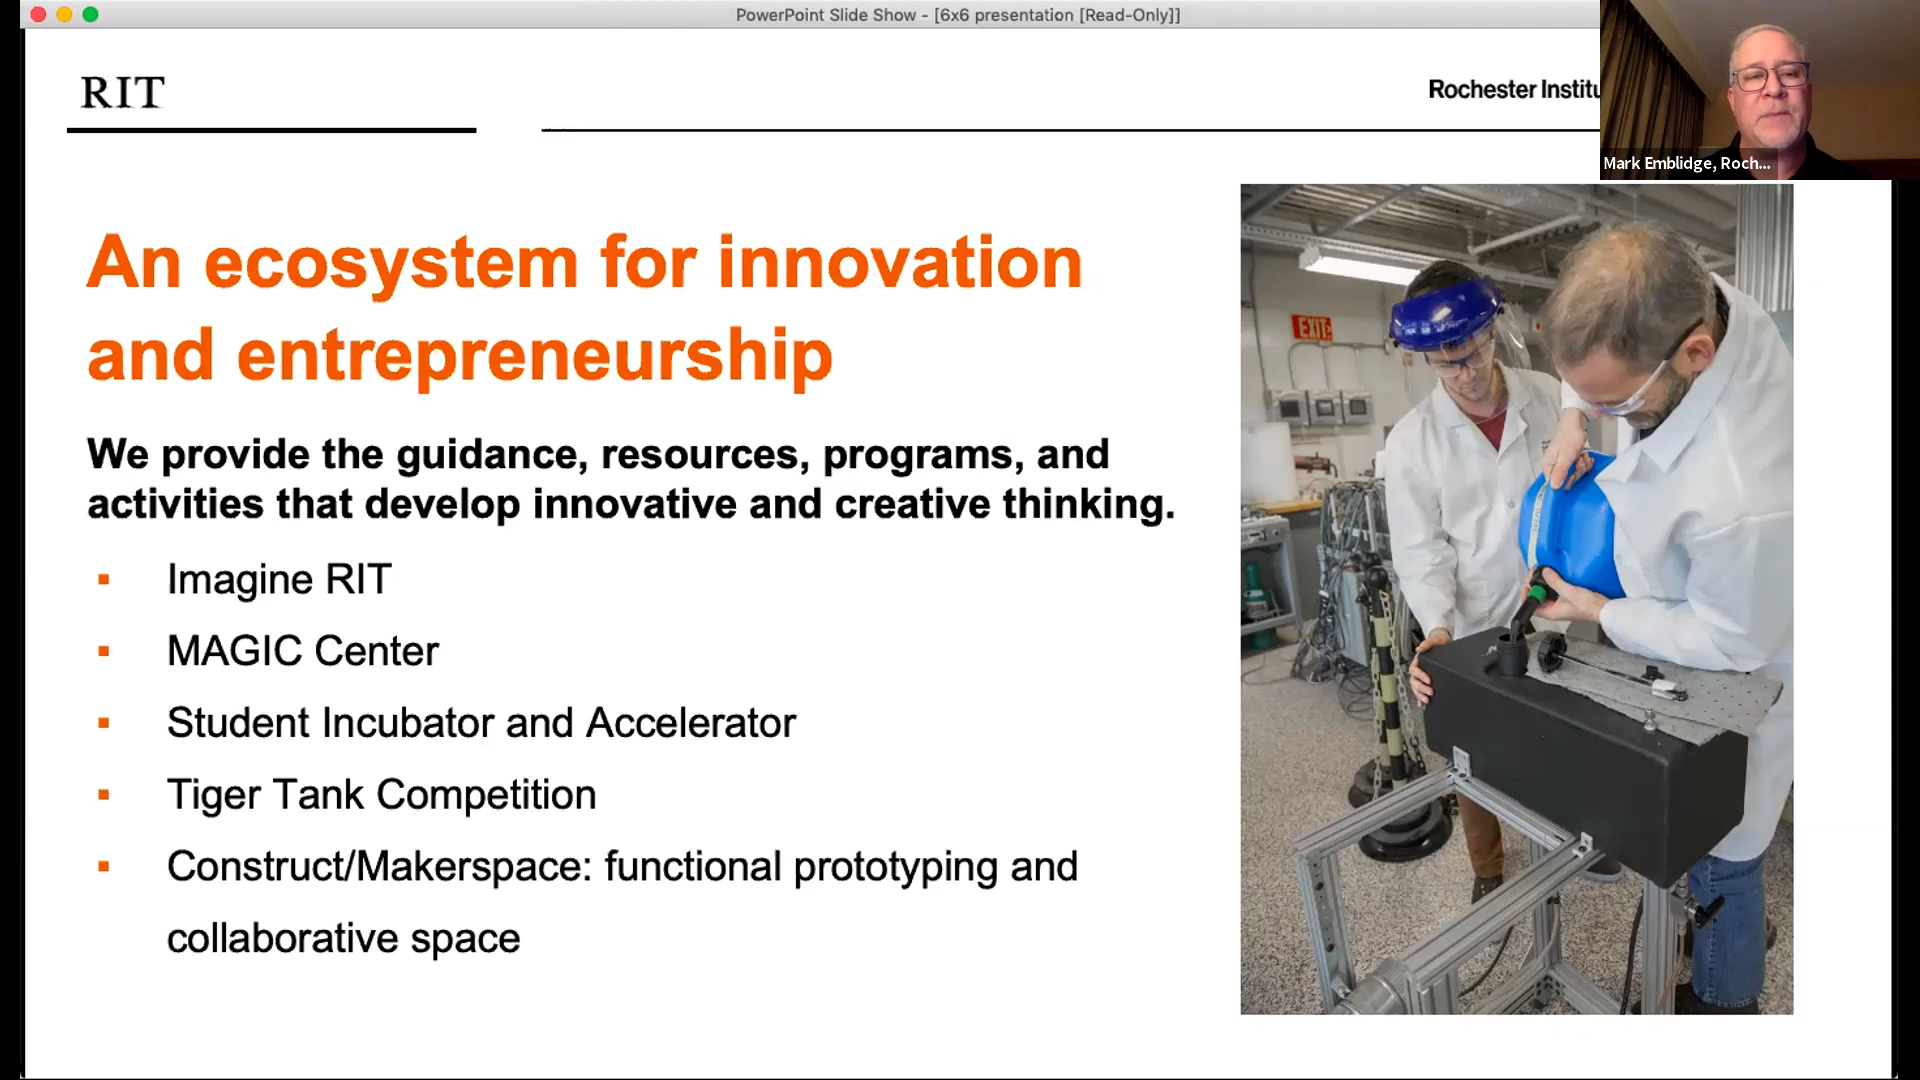 PowerPoint Slide Show - [6x6 presentation [Read-Only]]
RIT
Rochester Institu
Mark Emblidge, Roch...
An ecosystem for innovation
and entrepreneurship
We provide the guidance, resources, programs, and
activities that develop innovative and creative thinking.
▪ Imagine RIT
▪ MAGIC Center
▪ Student Incubator and Accelerator
▪ Tiger Tank Competition
▪ Construct/Makerspace: functional prototyping and
collaborative space
EXIT